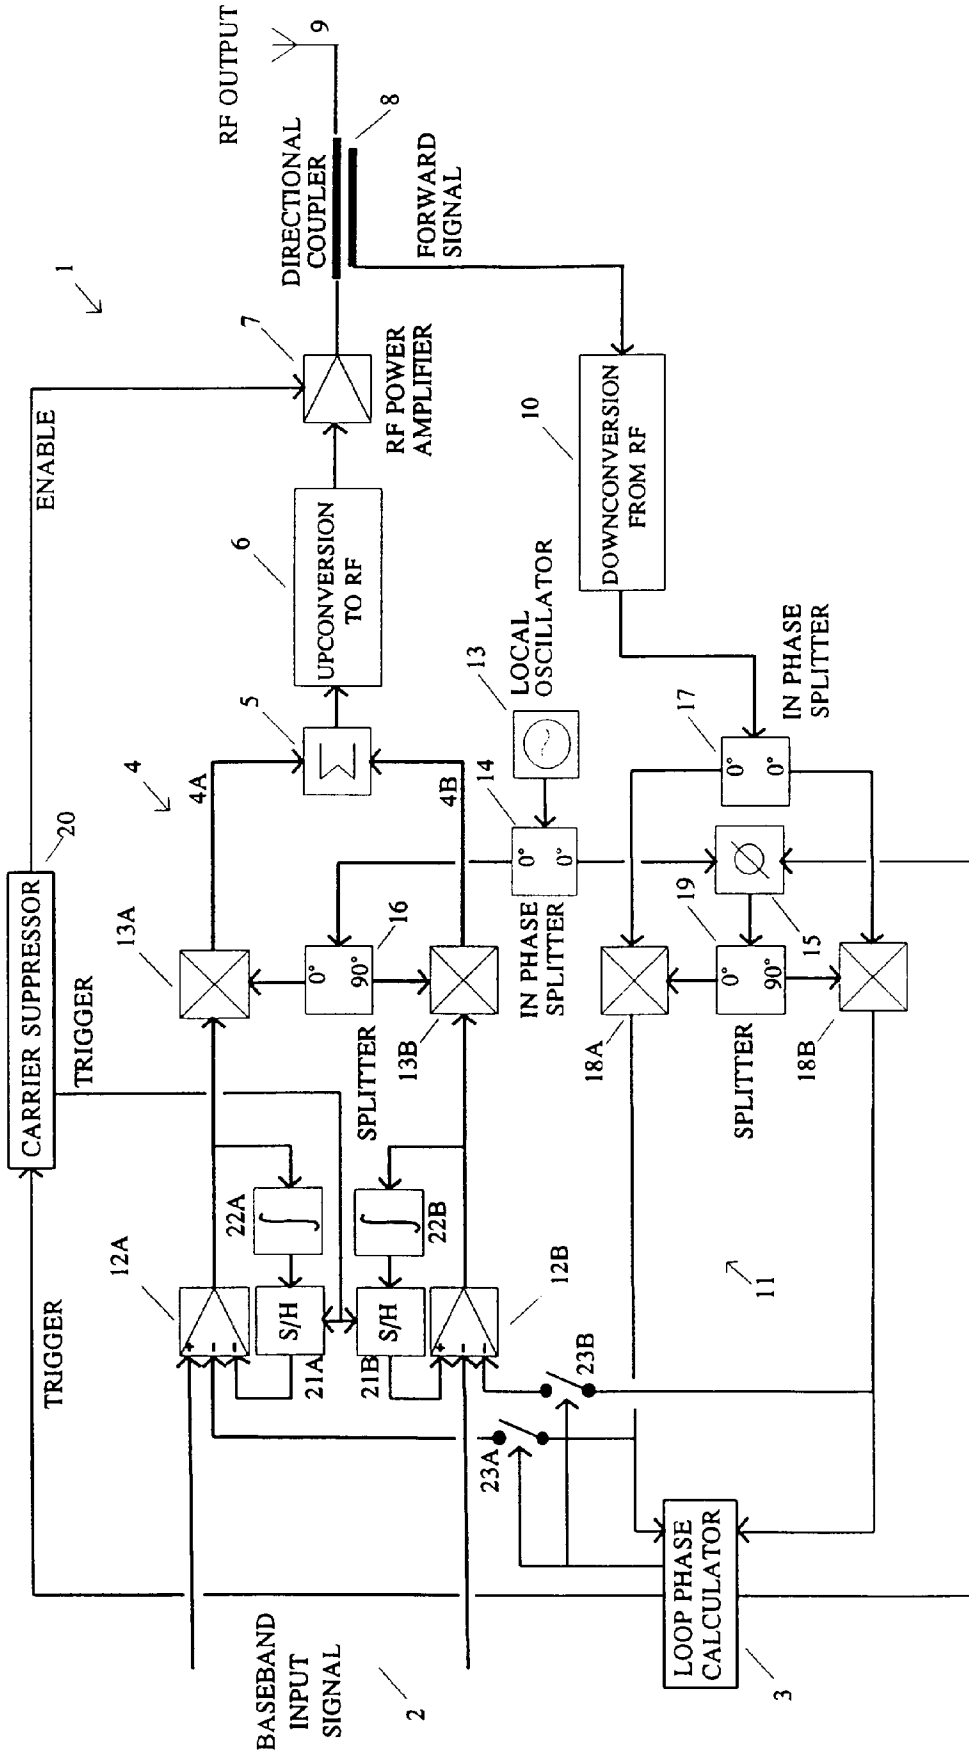 1
TRIGGER
CARRIER SUPPRESSOR
20
ENABLE
TRIGGER
RF OUTPUT
9
12A
13A
4
4A
5
6
7
DIRECTIONAL
COUPLER
8
22A
S/H
21A
0°
90°
16
SPLITTER
Σ
UPCONVERSION
TO RF
RF POWER
AMPLIFIER
FORWARD
SIGNAL
BASEBAND
INPUT
SIGNAL
2
S/H
21B
22B
12B
13B
4B
14
0°
0°
IN PHASE
SPLITTER
13
LOCAL
OSCILLATOR
10
DOWNCONVERSION
FROM RF
23A
23B
11
18A
SPLITTER
0°
90°
19
18B
Ø
15
0°
0°
17
IN PHASE
SPLITTER
LOOP PHASE
CALCULATOR
3